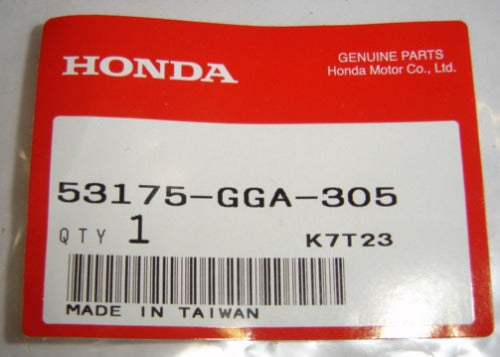 HONDA
GENUINE PARTS
Honda Motor Co., Ltd.
53175-GGA-305
QTY 1 K7T23
MADE IN TAIWAN